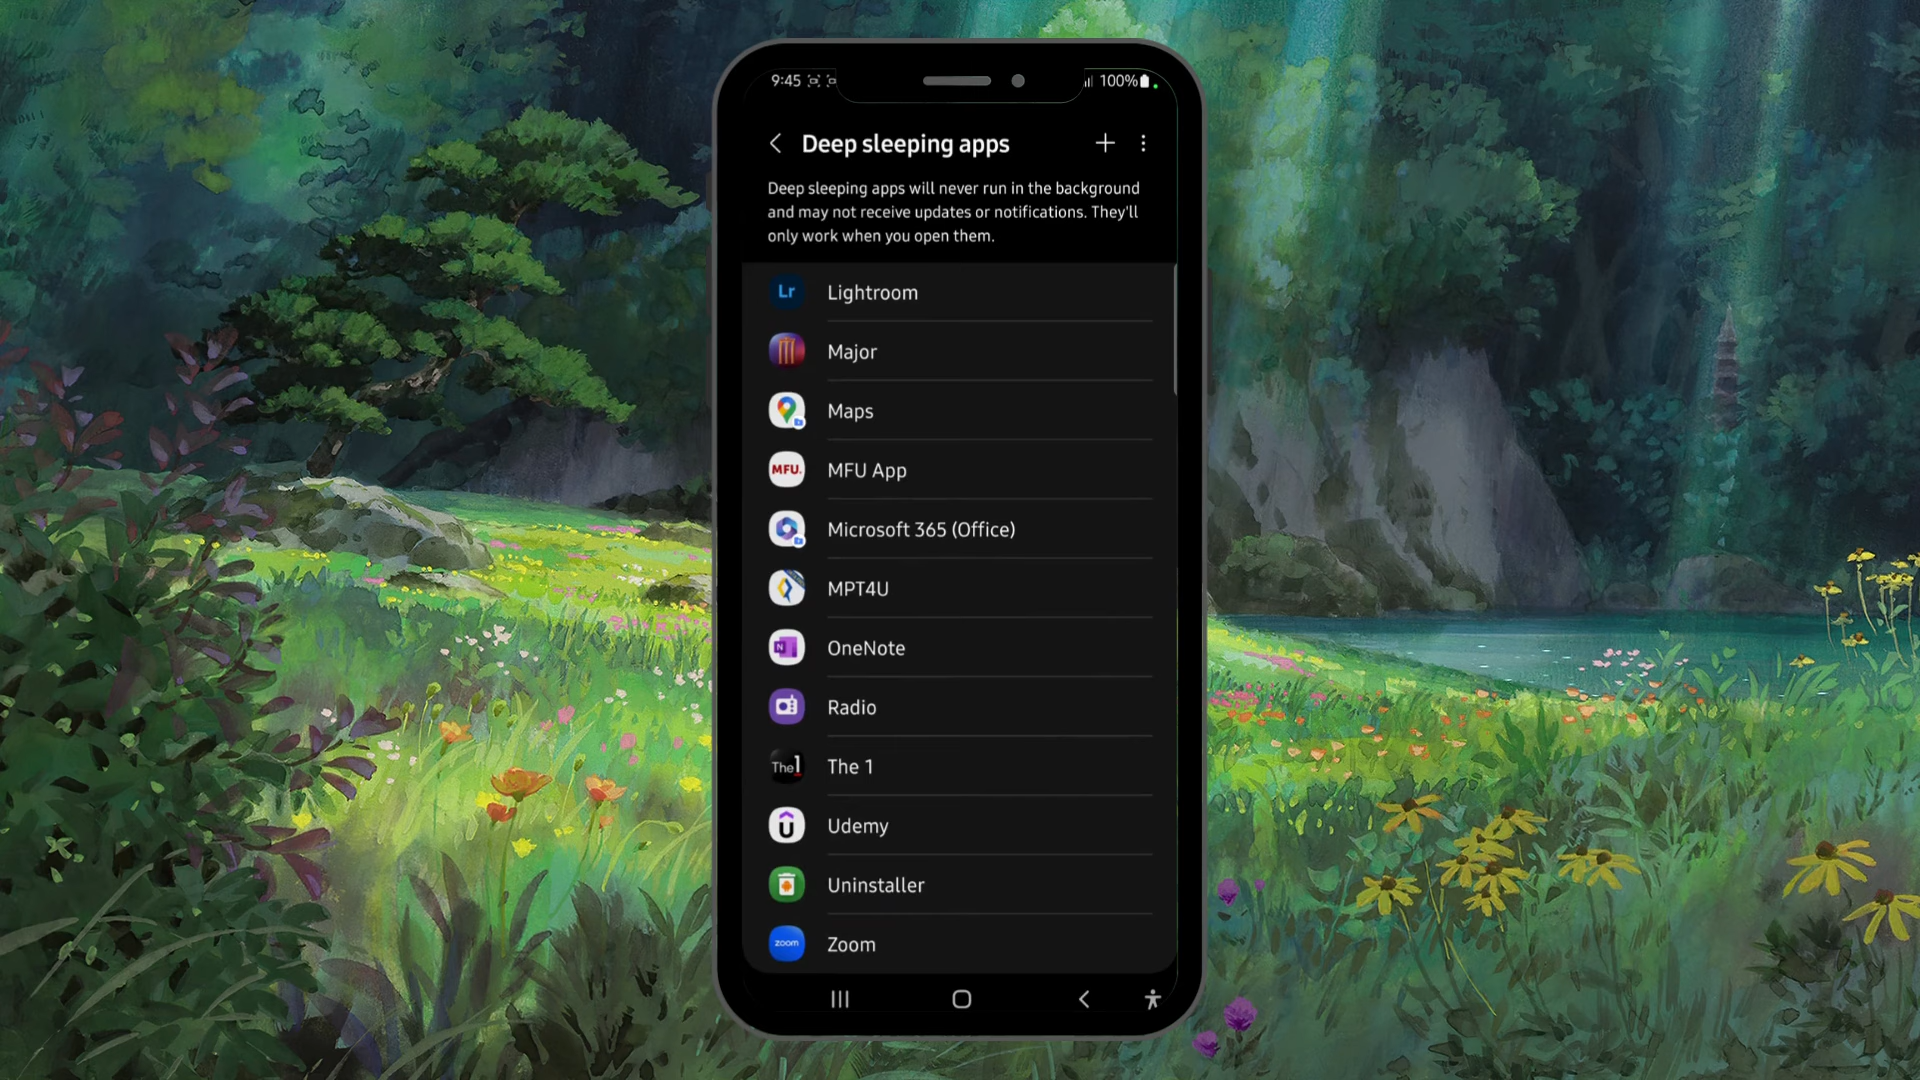 9:45
100%
Deep sleeping apps
Deep sleeping apps will never run in the background
and may not receive updates or notifications. They'll
only work when you open them.
Lr
Lightroom
Major
Maps
MFU.
MFU App
Microsoft 365 (Office)
MPT4U
N
OneNote
Radio
The1
The 1
Udemy
Uninstaller
zoom
Zoom